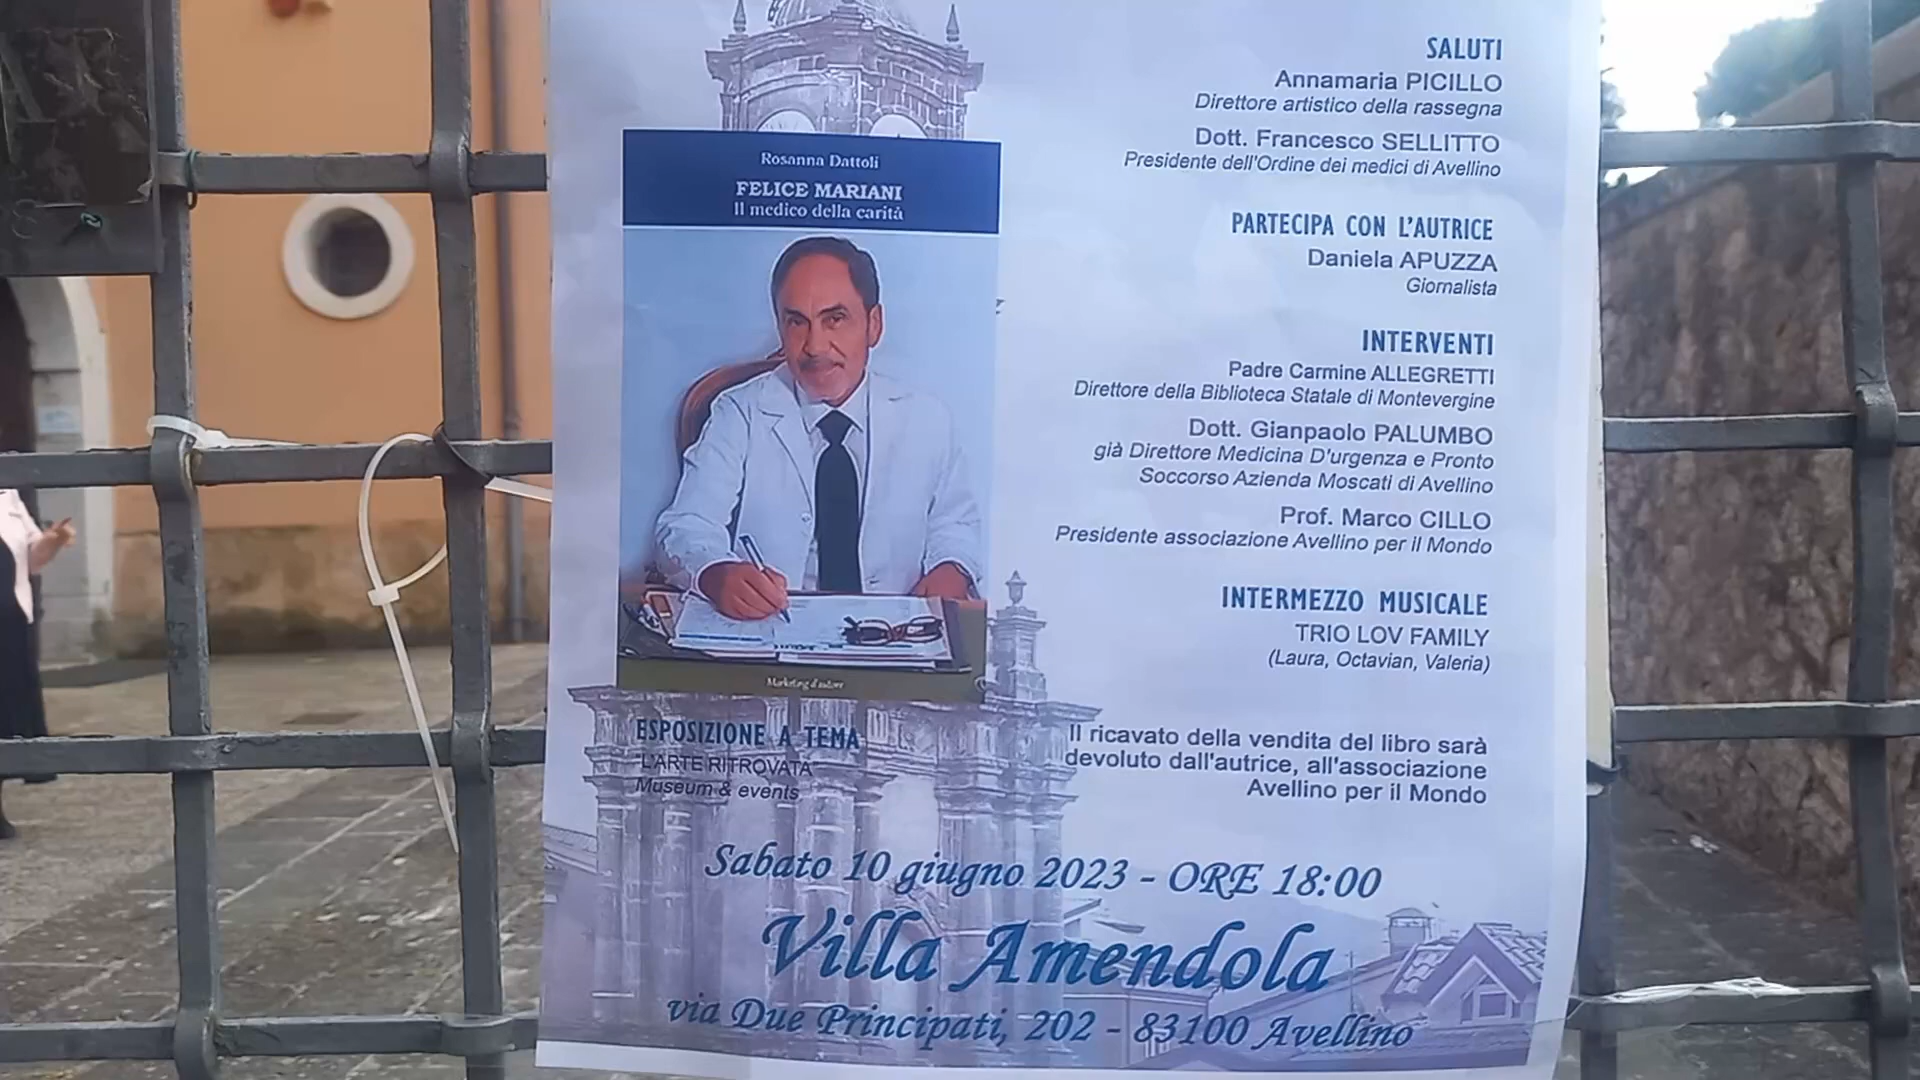 Rosanna Dattoli
FELICE MARIANI
Il medico della carità
Marketing d'autore
ESPOSIZIONE A TEMA
"L'ARTE RITROVATA"
Museum & events
SALUTI
Annamaria PICILLO
Direttore artistico della rassegna
Dott. Francesco SELLITTO
Presidente dell'Ordine dei medici di Avellino
PARTECIPA CON L'AUTRICE
Daniela APUZZA
Giornalista
INTERVENTI
Padre Carmine ALLEGRETTI
Direttore della Biblioteca Statale di Montevergine
Dott. Gianpaolo PALUMBO
già Direttore Medicina D'urgenza e Pronto
Soccorso Azienda Moscati di Avellino
Prof. Marco CILLO
Presidente associazione Avellino per il Mondo
INTERMEZZO MUSICALE
TRIO LOV FAMILY
(Laura, Octavian, Valeria)
Il ricavato della vendita del libro sarà
devoluto dall'autrice, all'associazione
Avellino per il Mondo
Sabato 10 giugno 2023 - ORE 18:00
Villa Amendola
via Due Principati, 202 - 83100 Avellino